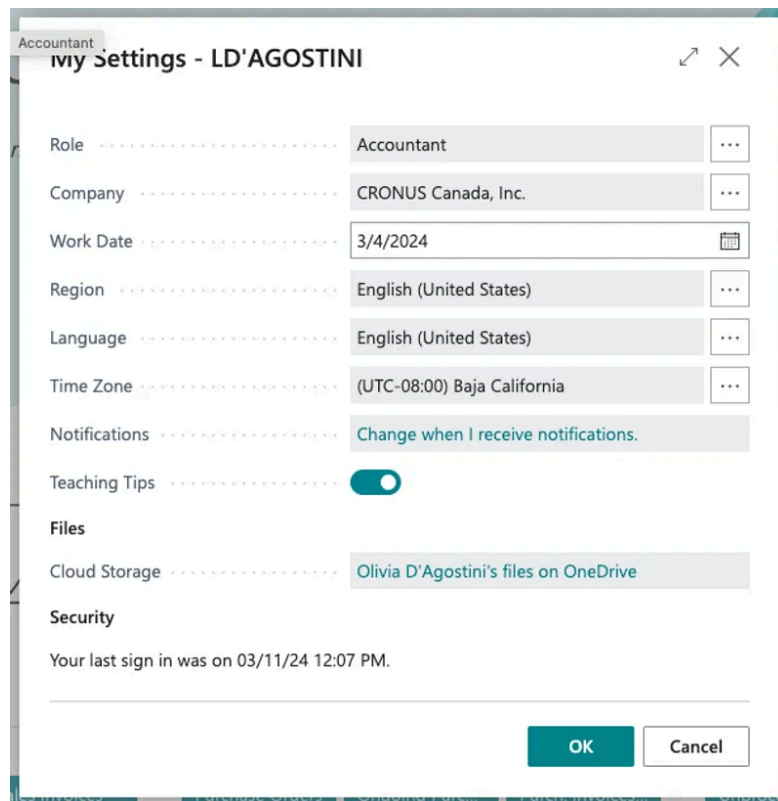 Accountant
My Settings - LD'AGOSTINI
Role Accountant
Company CRONUS Canada, Inc.
Work Date 3/4/2024
Region English (United States)
Language English (United States)
Time Zone (UTC-08:00) Baja California
Notifications Change when I receive notifications.
Teaching Tips
Files
Cloud Storage Olivia D'Agostini's files on OneDrive
Security
Your last sign in was on 03/11/24 12:07 PM.
OK Cancel